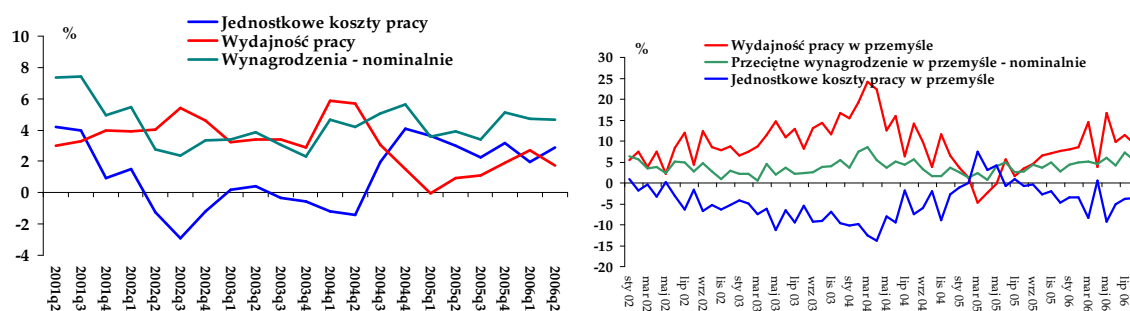 %
Jednostkowe koszty pracy
Wydajność pracy
Wynagrodzenia - nominalnie
10
8
6
4
2
0
-2
-4
2001q2
2001q3
2001q4
2002q1
2002q2
2002q3
2002q4
2003q1
2003q2
2003q3
2003q4
2004q1
2004q2
2004q3
2004q4
2005q1
2005q2
2005q3
2005q4
2006q1
2006q2
%
Wydajność pracy w przemyśle
Przeciętne wynagrodzenie w przemyśle - nominalnie
Jednostkowe koszty pracy w przemyśle
30
25
20
15
10
5
0
-5
-10
-15
-20
sty 02
mar 02
maj 02
lip 02
wrz 02
lis 02
sty 03
mar 03
maj 03
lip 03
wrz 03
lis 03
sty 04
mar 04
maj 04
lip 04
wrz 04
lis 04
sty 05
mar 05
maj 05
lip 05
wrz 05
lis 05
sty 06
mar 06
maj 06
lip 06